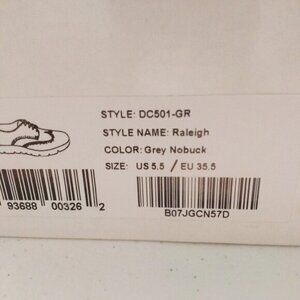 STYLE: DC501-GR
STYLE NAME: Raleigh
COLOR: Grey Nobuck
SIZE: US 5.5 / EU 35.5
93688 00326 2
B07JGCN57D